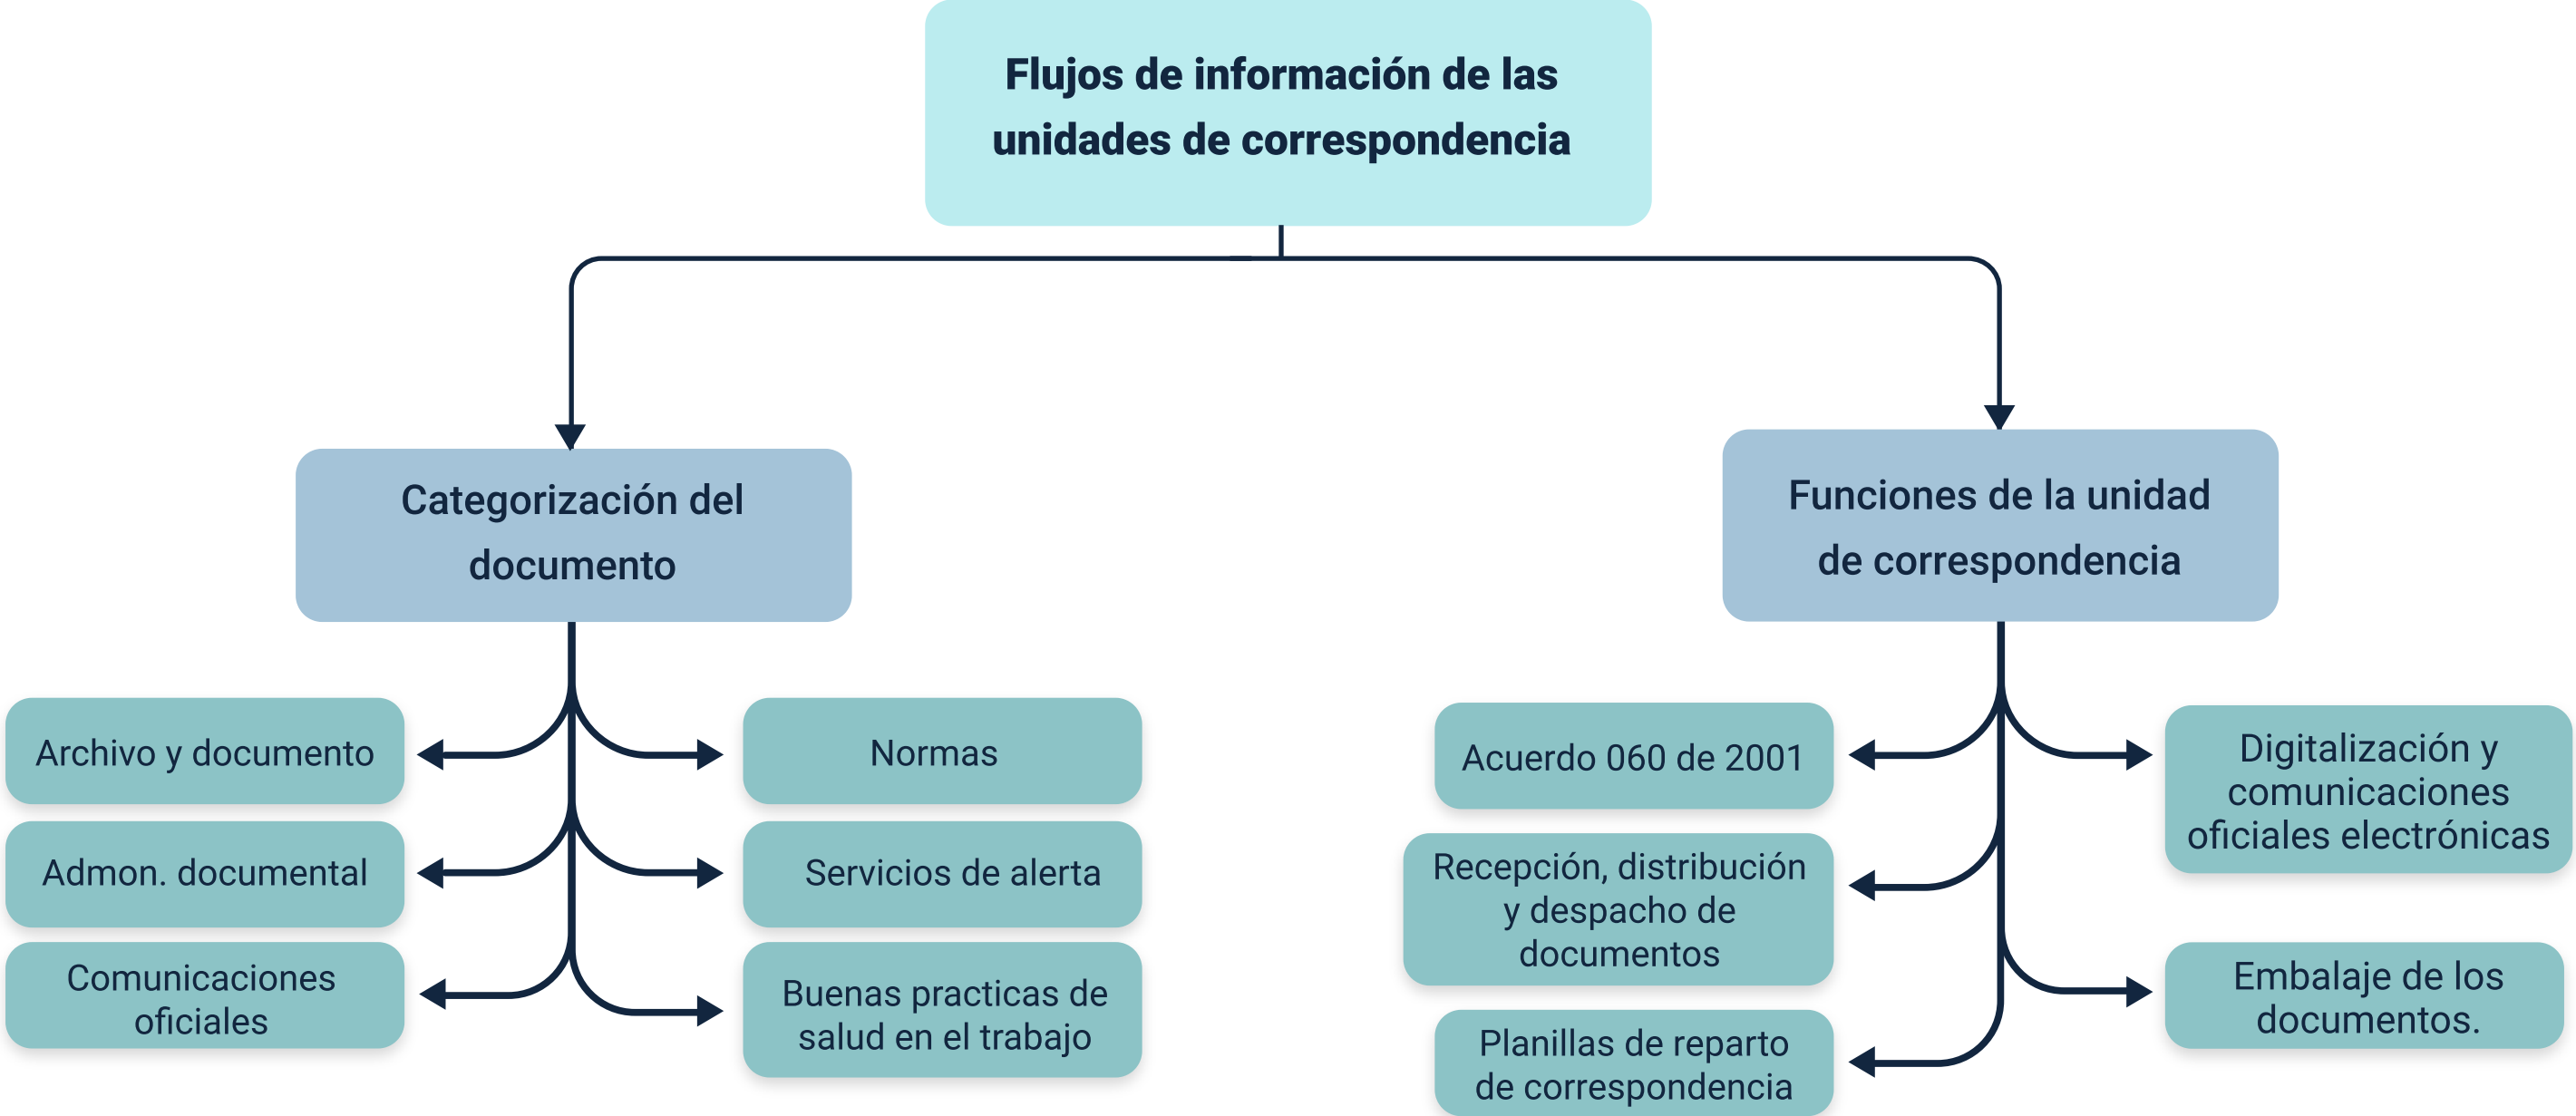 Flujos de información de las
unidades de correspondencia
Categorización del
documento
Funciones de la unidad
de correspondencia
Archivo y documento
Normas
Admon. documental
Servicios de alerta
Comunicaciones
oficiales
Buenas practicas de
salud en el trabajo
Acuerdo 060 de 2001
Digitalización y
comunicaciones
oficiales electrónicas
Recepción, distribución
y despacho de
documentos
Embalaje de los
documentos.
Planillas de reparto
de correspondencia